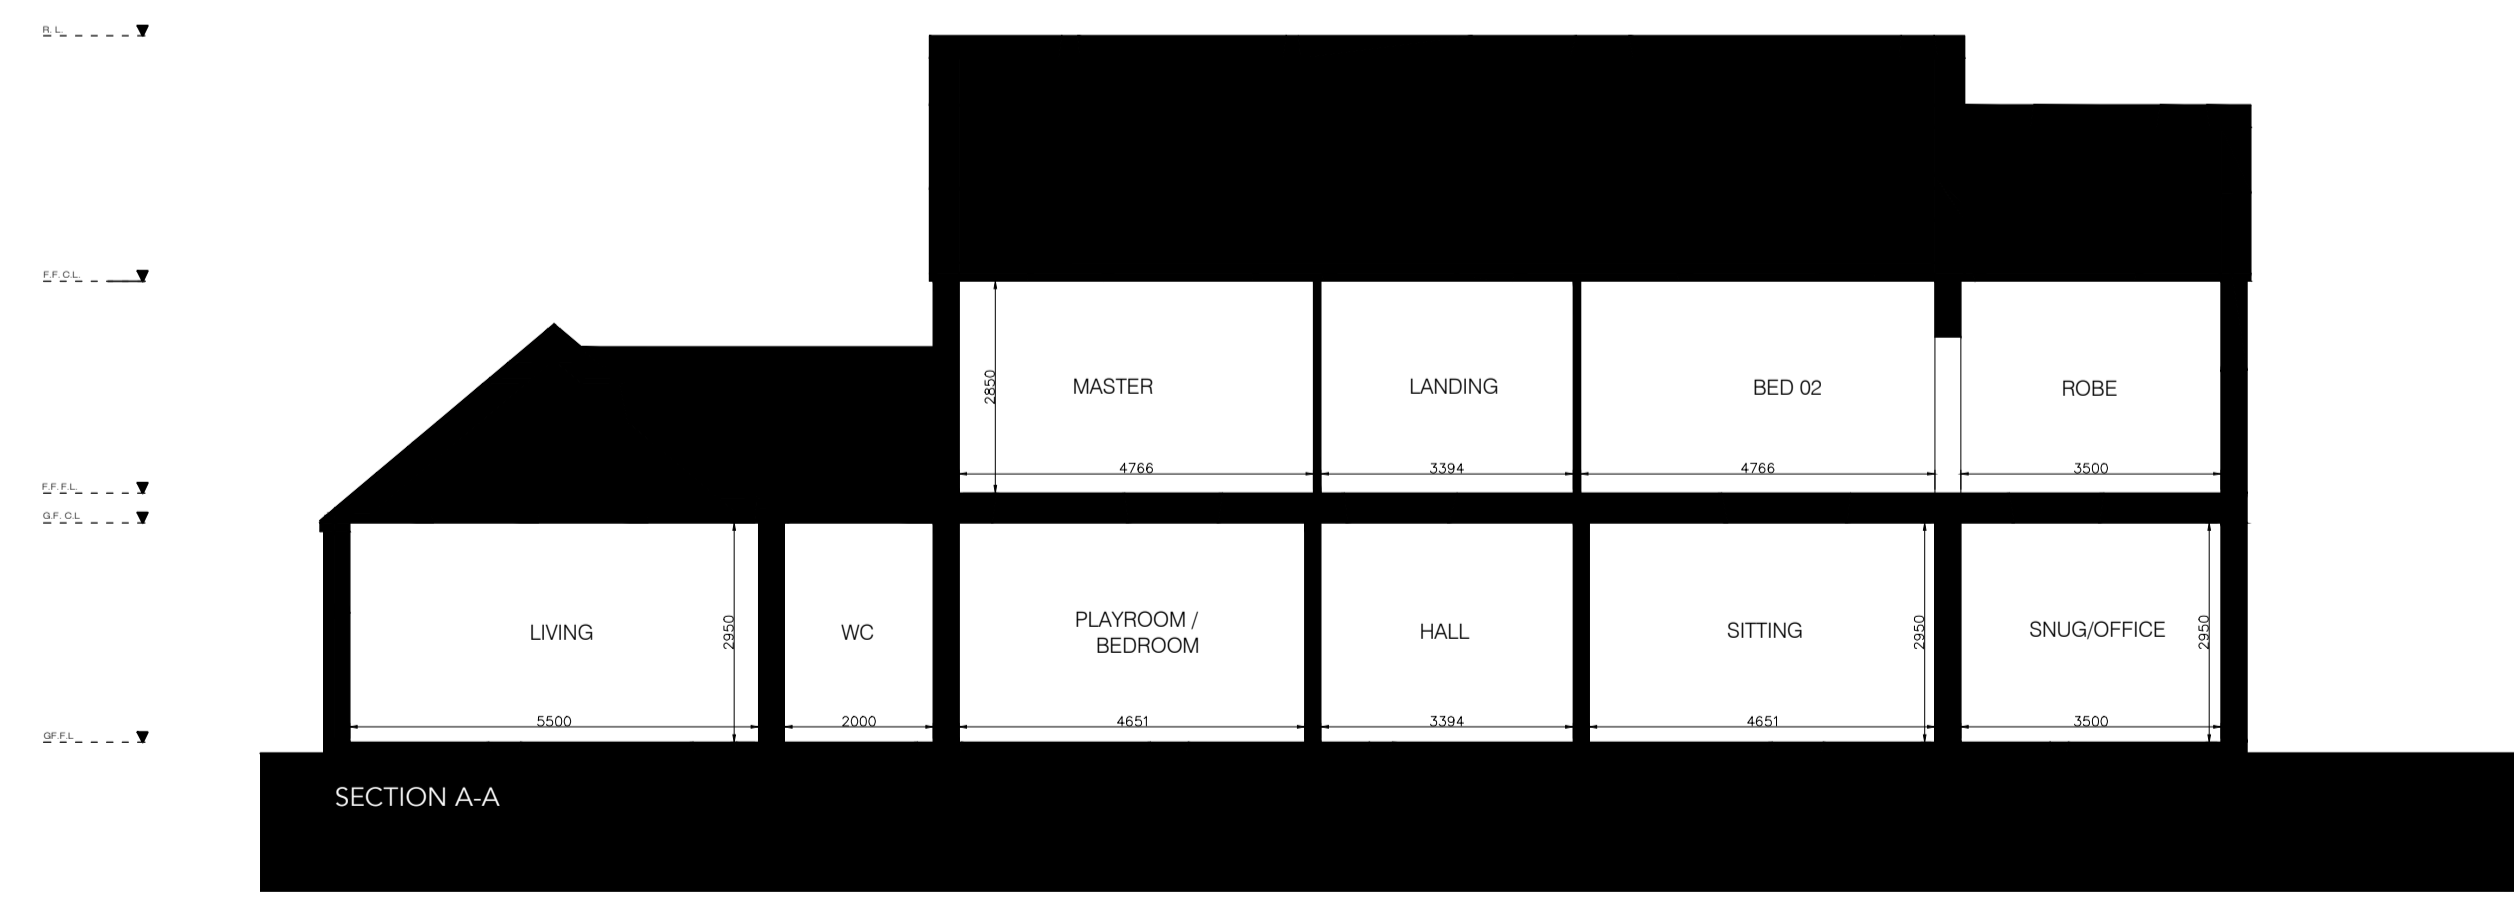 R. L.
F.F. C.L.
2850
MASTER
LANDING
BED 02
ROBE
4766
3394
4766
3500
F.F. F.L.
G.F. C.L
LIVING
2950
WC
PLAYROOM /
BEDROOM
HALL
SITTING
2950
SNUG/OFFICE
2950
5500
2000
4651
3394
4651
3500
GF.F.L
SECTION A-A